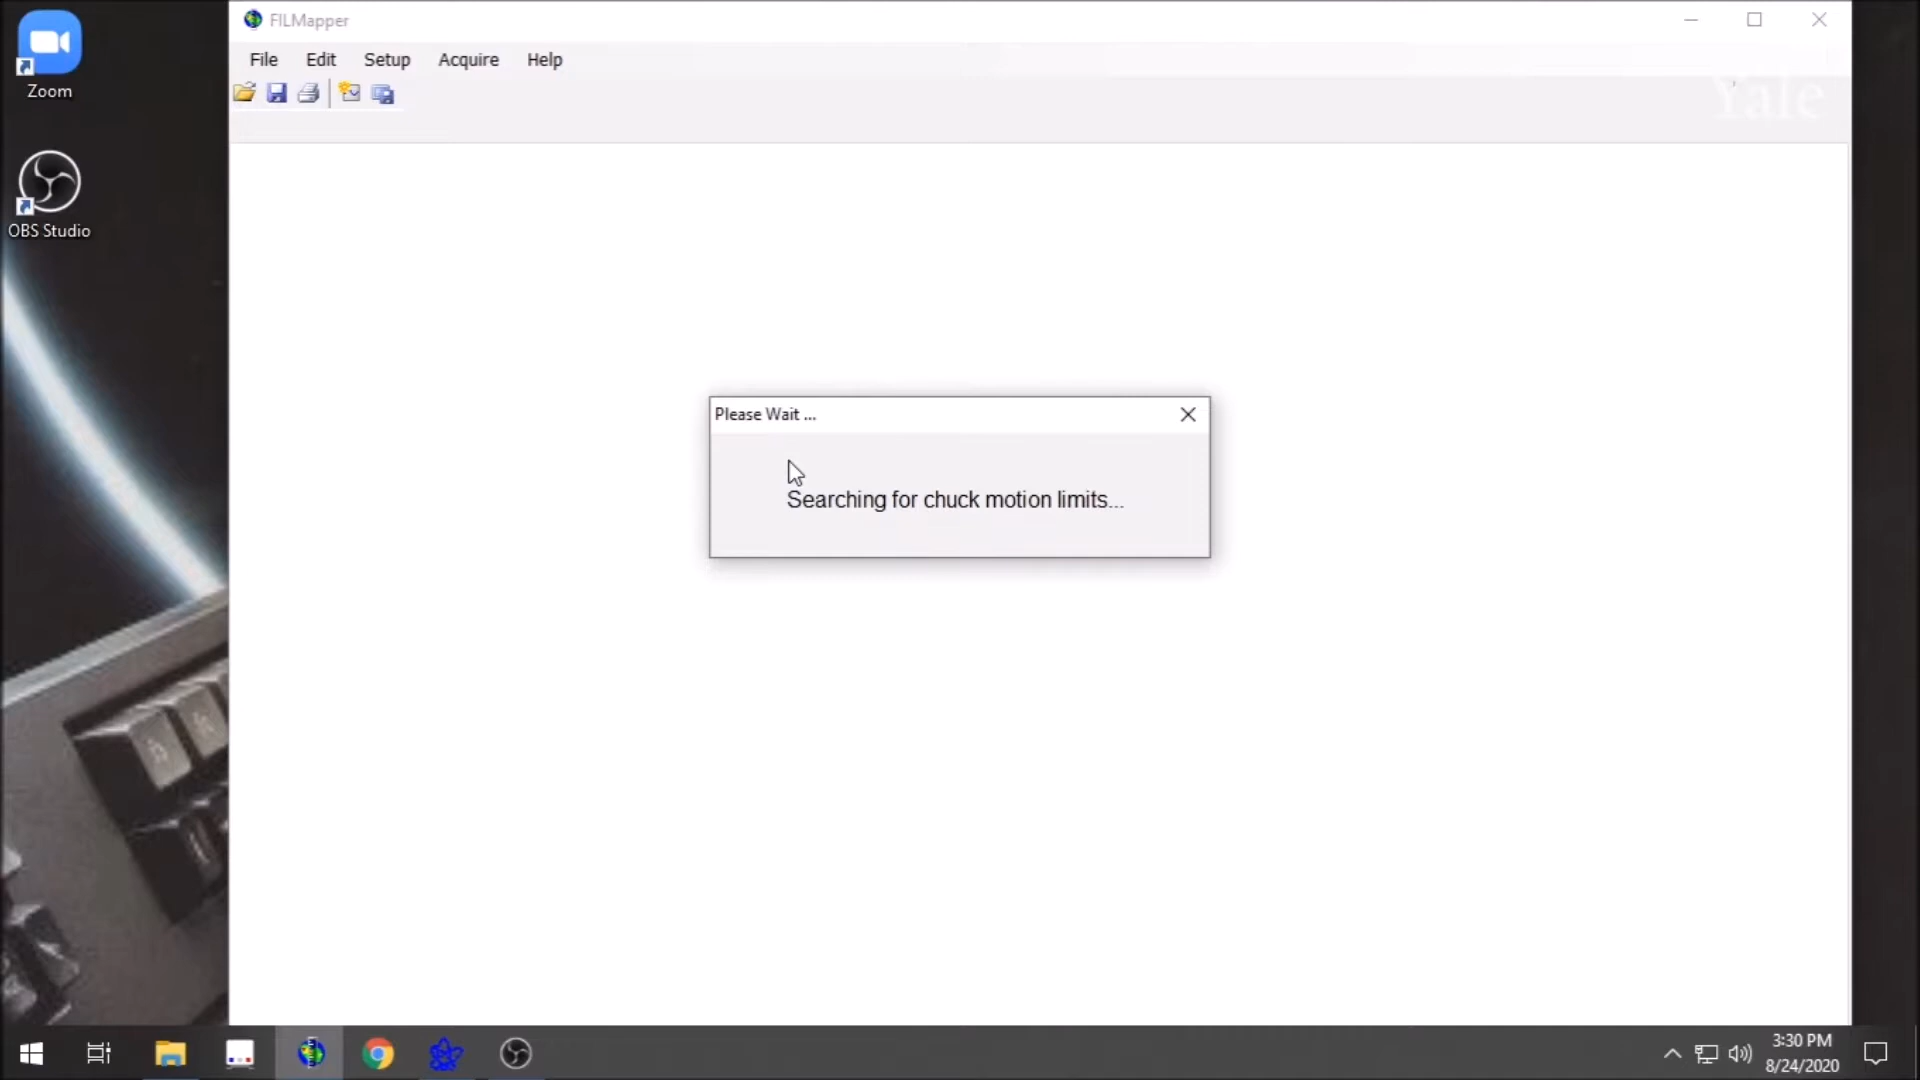 Zoom
OBS Studio
FILMapper
File Edit Setup Acquire Help
Yale
Please Wait ...
Searching for chuck motion limits...
3:30 PM
8/24/2020